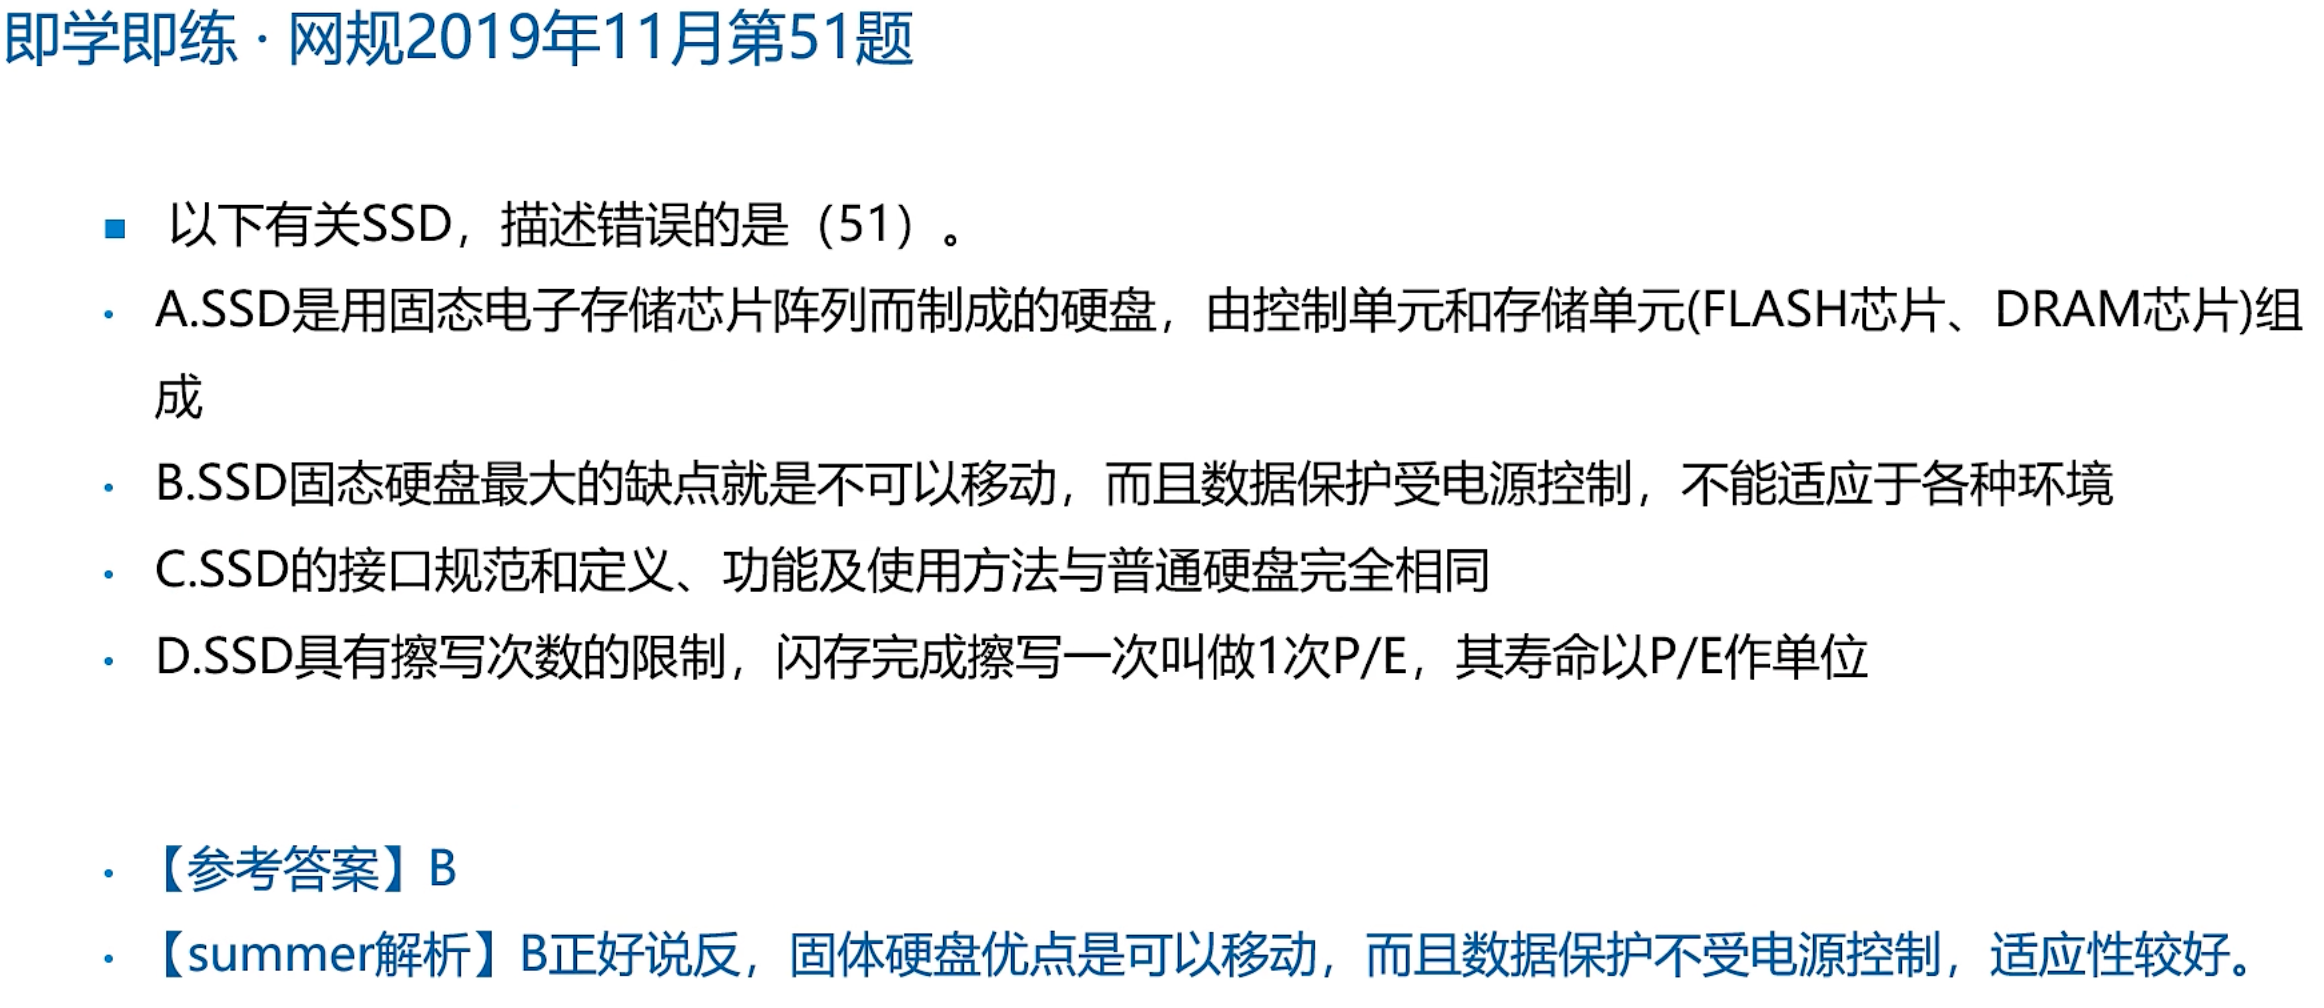 即学即练 · 网规2019年11月第51题
■ 以下有关SSD，描述错误的是（51）。
• A.SSD是用固态电子存储芯片阵列而制成的硬盘，由控制单元和存储单元(FLASH芯片、DRAM芯片)组
成
• B.SSD固态硬盘最大的缺点就是不可以移动，而且数据保护受电源控制，不能适应于各种环境
• C.SSD的接口规范和定义、功能及使用方法与普通硬盘完全相同
• D.SSD具有擦写次数的限制，闪存完成擦写一次叫做1次P/E，其寿命以P/E作单位
• 【参考答案】B
• 【summer解析】B正好说反，固体硬盘优点是可以移动，而且数据保护不受电源控制，适应性较好。